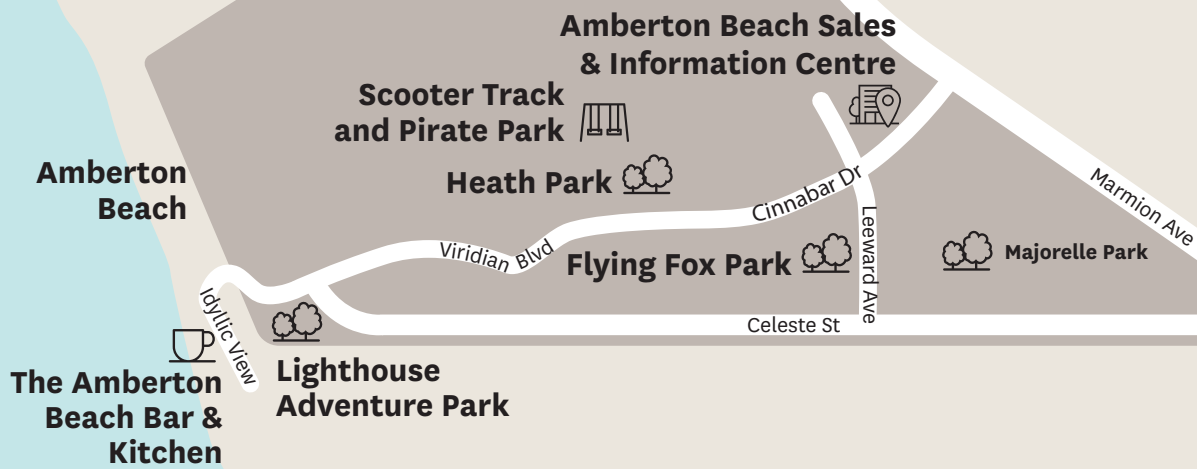 Amberton Beach Sales
& Information Centre
Scooter Track
and Pirate Park
Heath Park
Amberton
Beach
Cinnabar Dr
Marmion Ave
Viridian Blvd
Flying Fox Park
Leeward Ave
Majorelle Park
Idyllic View
Celeste St
Lighthouse
Adventure Park
The Amberton
Beach Bar &
Kitchen